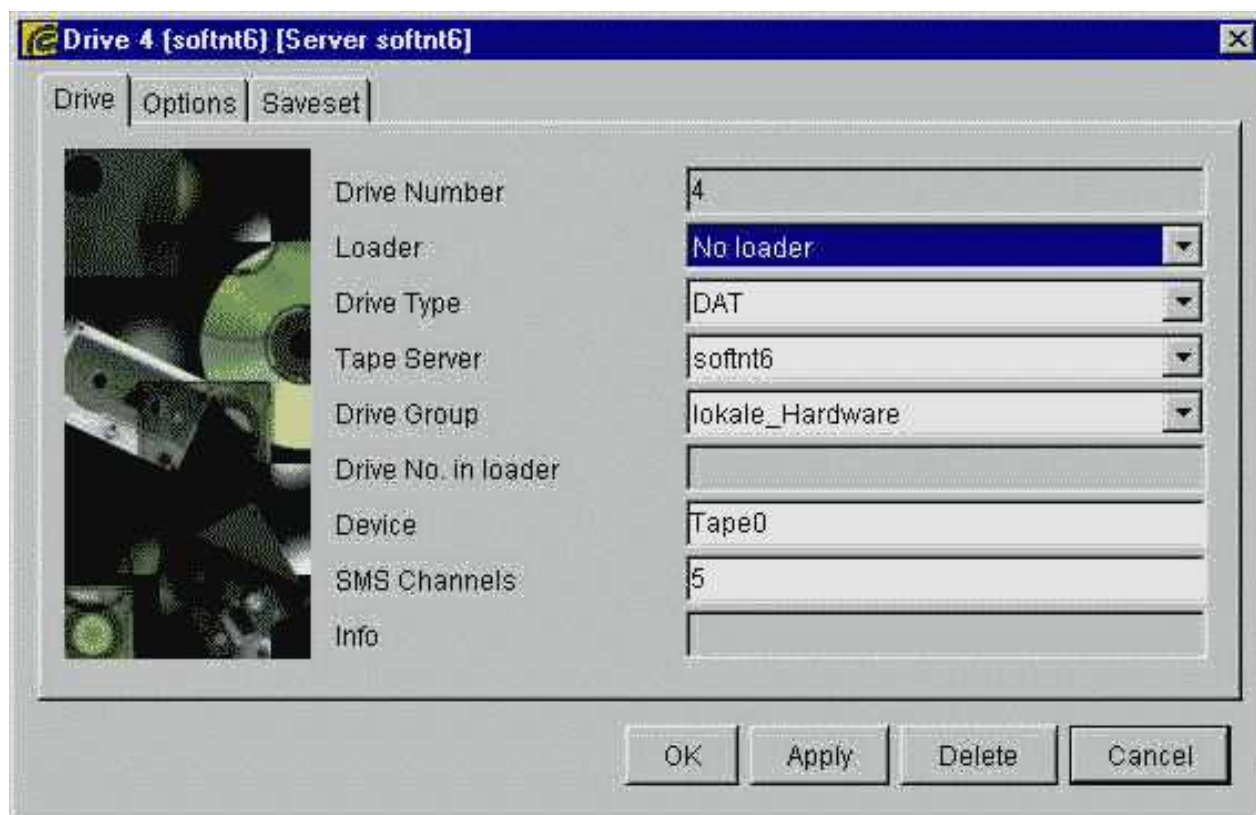 Drive 4 (softnt6) [Server softnt6]
Drive Options Saveset
Drive Number 4
Loader No loader
Drive Type DAT
Tape Server softnt6
Drive Group lokale_Hardware
Drive No. in loader
Device Tape0
SMS Channels 5
Info
OK Apply Delete Cancel